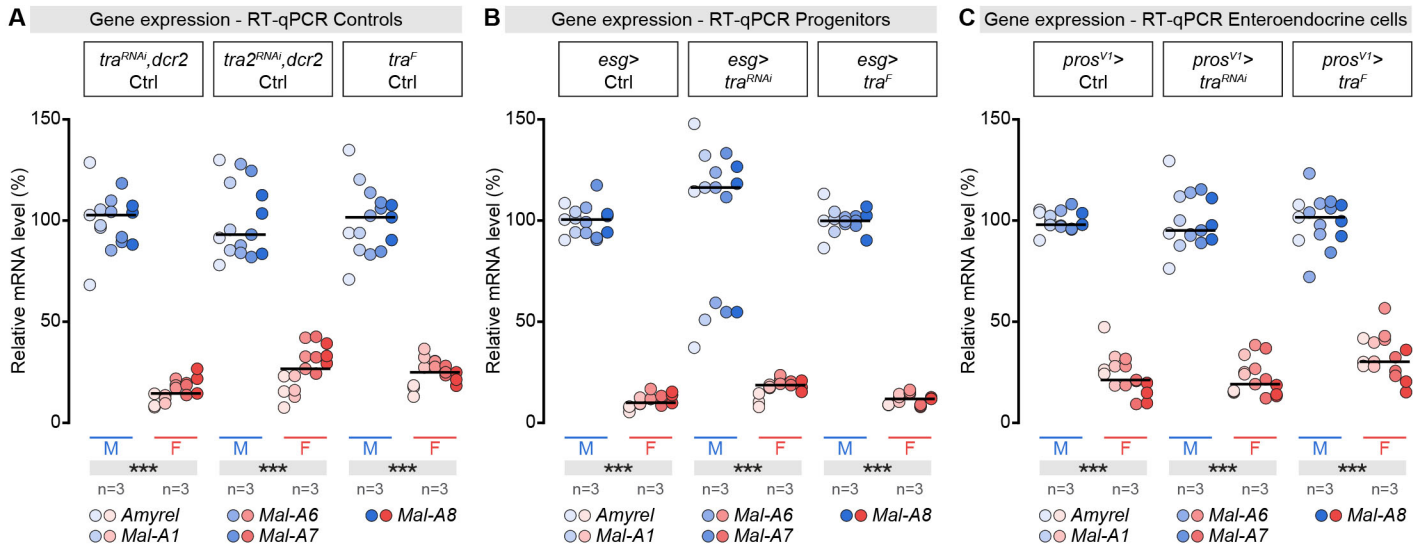 A Gene expression - RT-qPCR Controls
tra^RNAi,dcr2 Ctrl
tra2^RNAi,dcr2 Ctrl
tra^F Ctrl
Relative mRNA level (%)
150
100
50
0
M F M F M F
*** *** ***
n=3 n=3 n=3 n=3 n=3 n=3
Amyrel Mal-A6 Mal-A8
Mal-A1 Mal-A7
B Gene expression - RT-qPCR Progenitors
esg> Ctrl
esg> tra^RNAi
esg> tra^F
Relative mRNA level (%)
150
100
50
0
M F M F M F
*** *** ***
n=3 n=3 n=3 n=3 n=3 n=3
Amyrel Mal-A6 Mal-A8
Mal-A1 Mal-A7
C Gene expression - RT-qPCR Enteroendocrine cells
pros^V1> Ctrl
pros^V1> tra^RNAi
pros^V1> tra^F
Relative mRNA level (%)
150
100
50
0
M F M F M F
*** *** ***
n=3 n=3 n=3 n=3 n=3 n=3
Amyrel Mal-A6 Mal-A8
Mal-A1 Mal-A7